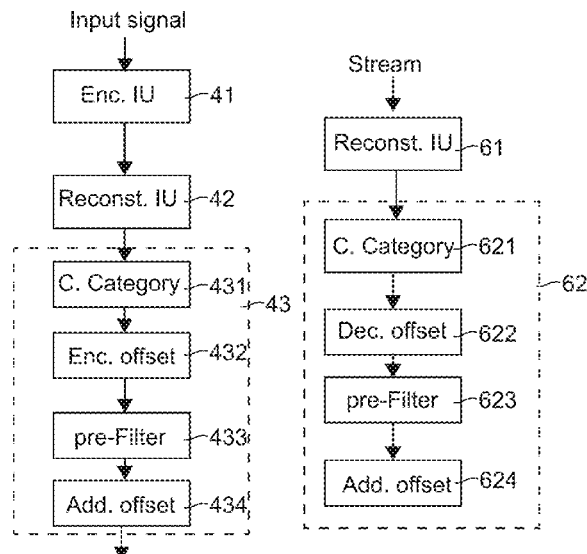 Input signal
Enc. IU
41
Reconst. IU
42
C. Category
431
43
Enc. offset
432
pre-Filter
433
Add. offset
434
Stream
Reconst. IU
61
C. Category
621
62
Dec. offset
622
pre-Filter
623
Add. offset
624